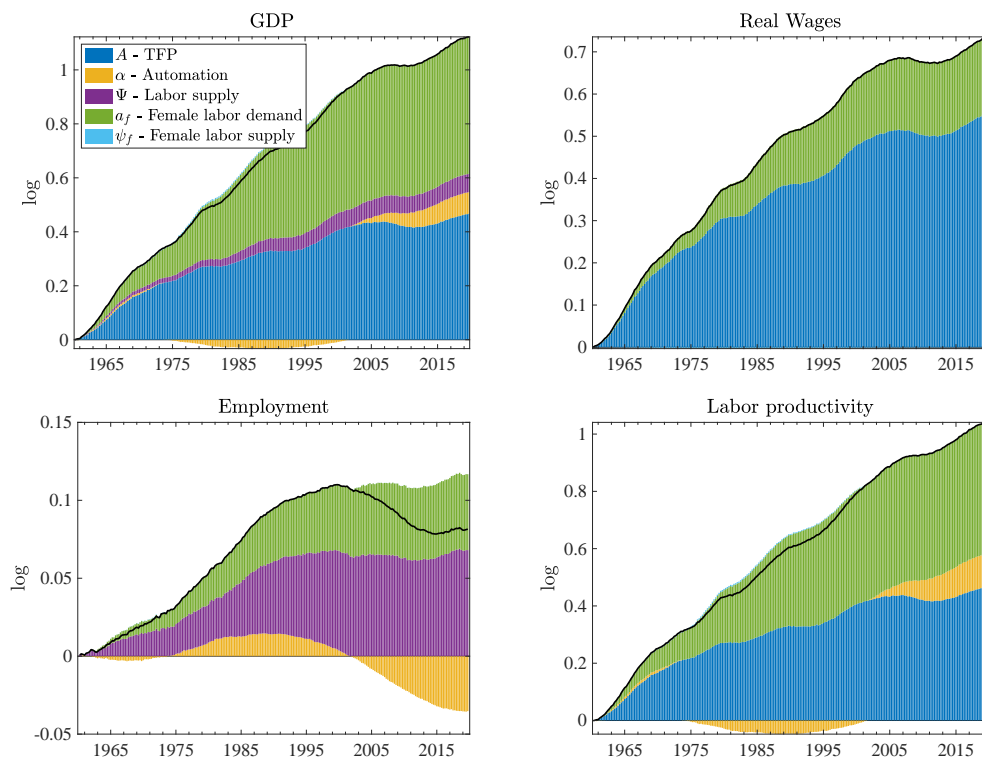 GDP
1
0.8
0.6
0.4
0.2
0
log
A - TFP
α - Automation
Ψ - Labor supply
a_f - Female labor demand
ψ_f - Female labor supply
1965 1975 1985 1995 2005 2015
Real Wages
0.7
0.6
0.5
0.4
0.3
0.2
0.1
0
log
1965 1975 1985 1995 2005 2015
Employment
0.15
0.1
0.05
0
-0.05
log
1965 1975 1985 1995 2005 2015
Labor productivity
1
0.8
0.6
0.4
0.2
0
log
1965 1975 1985 1995 2005 2015